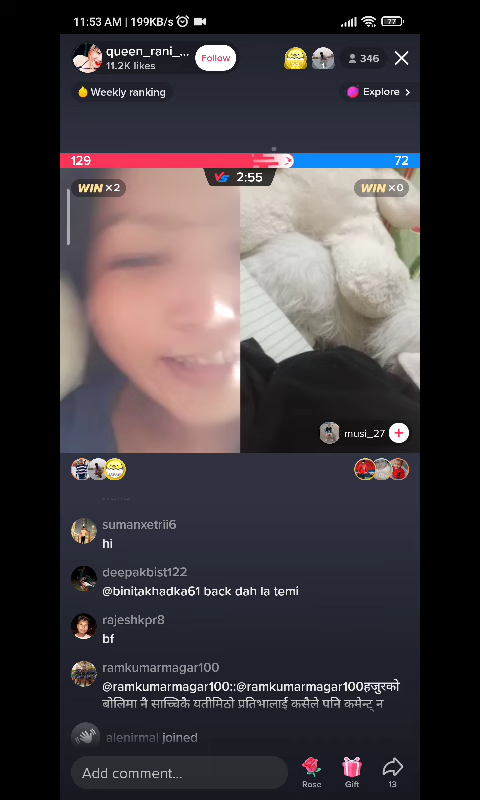 11:53 AM | 199KB/s
77
queen_rani_...
11.2K likes
Follow
1
346
Weekly ranking
Explore >
129
72
VS 2:55
WIN ×2
WIN ×0
musi_27
sumanxetrii6
hi
deepakbist122
@binitakhadka61 back dah la temi
rajeshkpr8
bf
ramkumarmagar100
@ramkumarmagar100::@ramkumarmagar100हजुरको
बोलिमा नै साच्चिकै यतीमिठो प्रतिभालाई कसैले पनि कमेन्ट् न
alenirmal joined
Add comment...
Rose
Gift
13